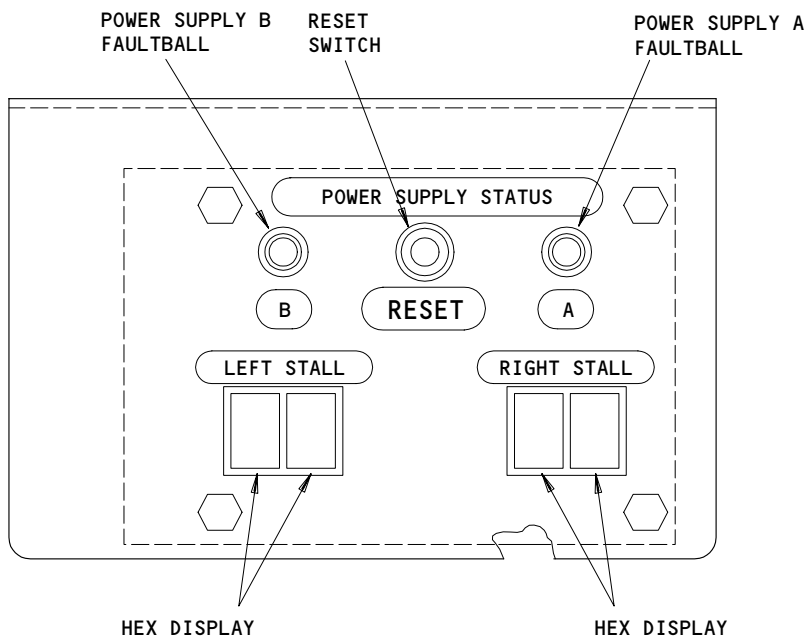 POWER SUPPLY B
FAULTBALL
RESET
SWITCH
POWER SUPPLY A
FAULTBALL
POWER SUPPLY STATUS
B
RESET
A
LEFT STALL
RIGHT STALL
HEX DISPLAY
HEX DISPLAY